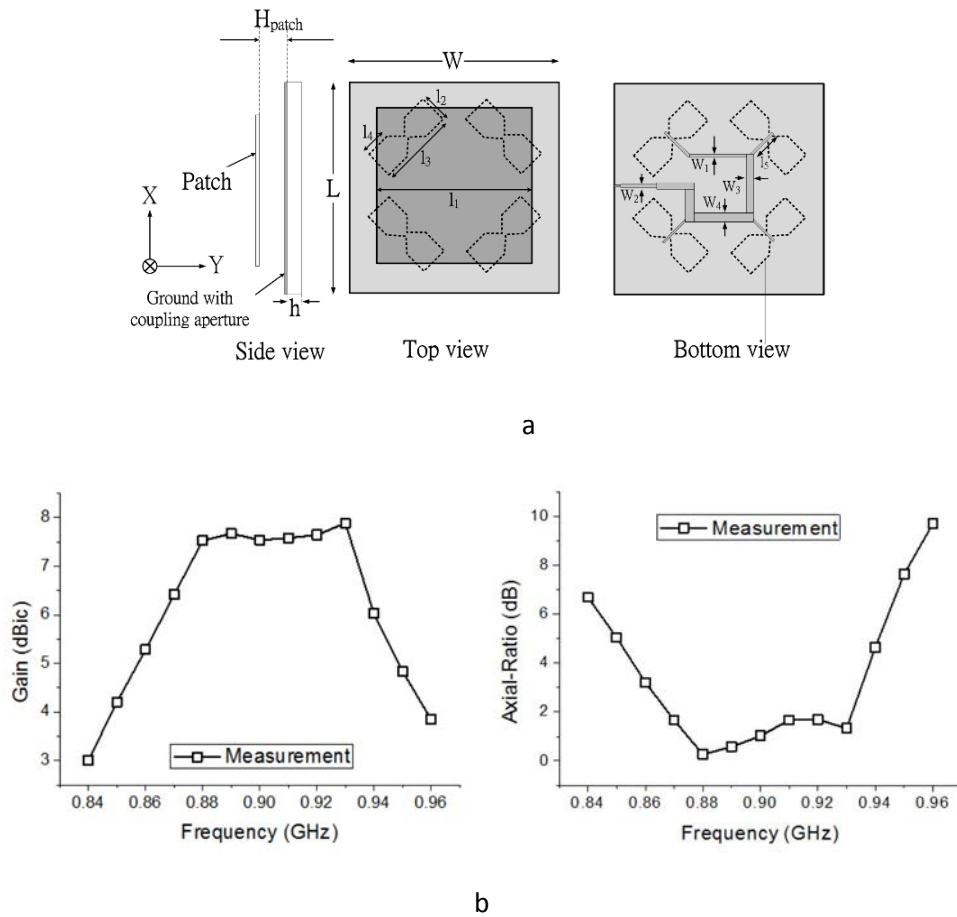 H_patch
W
l₂
l₄
l₃
l₁
L
Patch
X
Y
Ground with
coupling aperture
h
W₁
l₅
W₃
W₂
W₄
Side view
Top view
Bottom view
a
8
7
6
5
4
3
Gain (dBic)
Measurement
0.84 0.86 0.88 0.90 0.92 0.94 0.96
Frequency (GHz)
10
8
6
4
2
0
Axial-Ratio (dB)
Measurement
0.84 0.86 0.88 0.90 0.92 0.94 0.96
Frequency (GHz)
b